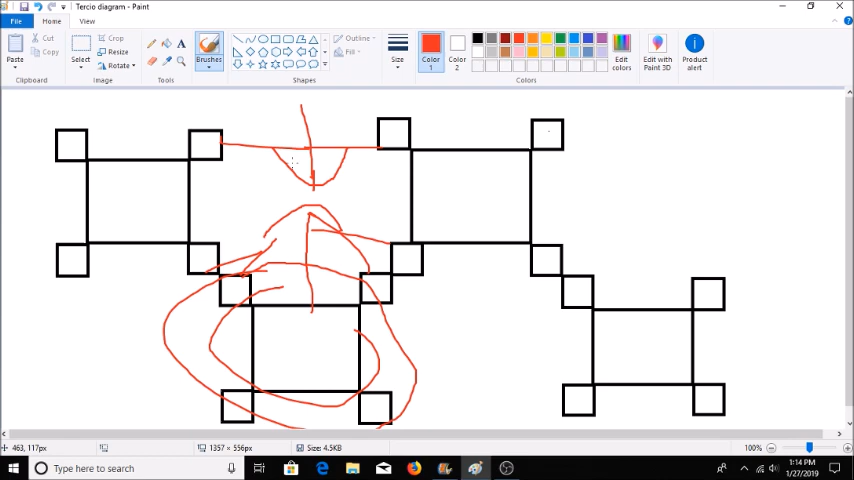 Tercio diagram - Paint
File Home View
Paste
Cut
Copy
Clipboard
Select
Crop
Resize
Rotate
Image
A
Tools
Brushes
Shapes
Outline
Fill
Size
Color 1
Color 2
Colors
Edit colors
Edit with Paint 3D
Product alert
463, 117px
1357 × 556px
Size: 4.5KB
100%
Type here to search
1:14 PM
1/27/2019